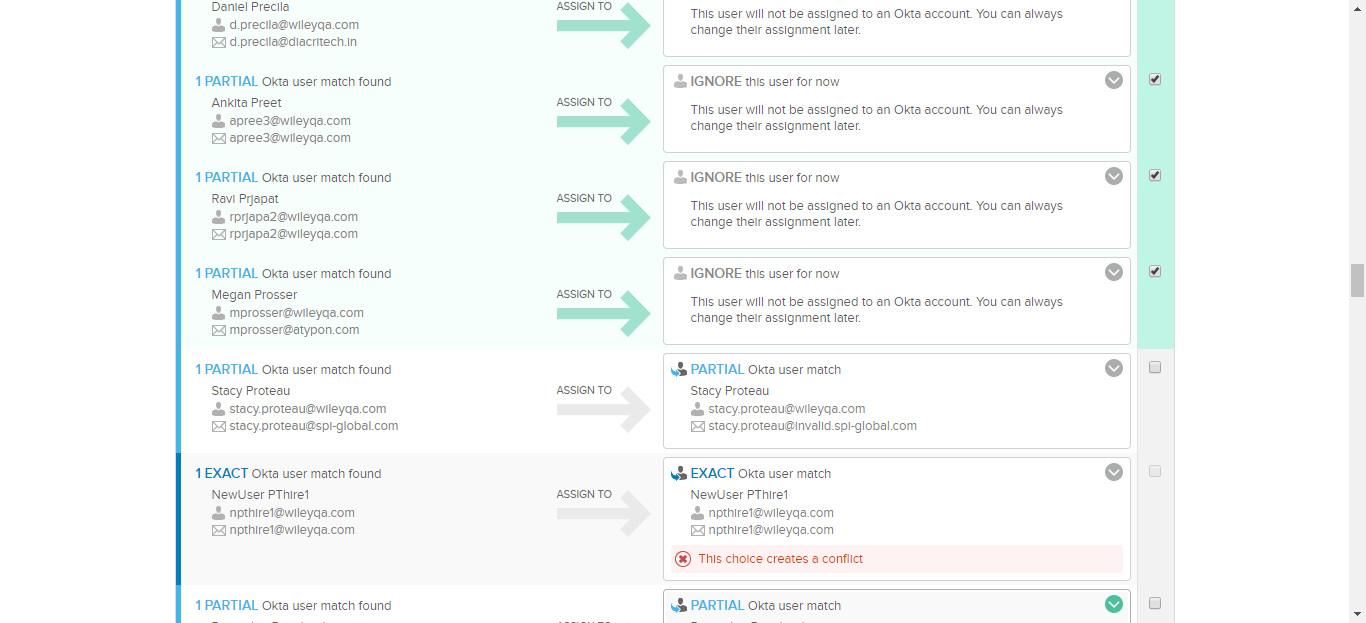 Daniel Precila
d.precila@wileyqa.com
d.precila@diacritech.in
ASSIGN TO
This user will not be assigned to an Okta account. You can always
change their assignment later.
1 PARTIAL Okta user match found
Ankita Preet
apree3@wileyqa.com
apree3@wileyqa.com
ASSIGN TO
IGNORE this user for now
This user will not be assigned to an Okta account. You can always
change their assignment later.
1 PARTIAL Okta user match found
Ravi Prjapat
rprjapa2@wileyqa.com
rprjapa2@wileyqa.com
ASSIGN TO
IGNORE this user for now
This user will not be assigned to an Okta account. You can always
change their assignment later.
1 PARTIAL Okta user match found
Megan Prosser
mprosser@wileyqa.com
mprosser@atypon.com
ASSIGN TO
IGNORE this user for now
This user will not be assigned to an Okta account. You can always
change their assignment later.
1 PARTIAL Okta user match found
Stacy Proteau
stacy.proteau@wileyqa.com
stacy.proteau@spi-global.com
ASSIGN TO
PARTIAL Okta user match
Stacy Proteau
stacy.proteau@wileyqa.com
stacy.proteau@invalid.spi-global.com
1 EXACT Okta user match found
NewUser PThire1
npthire1@wileyqa.com
npthire1@wileyqa.com
ASSIGN TO
EXACT Okta user match
NewUser PThire1
npthire1@wileyqa.com
npthire1@wileyqa.com
This choice creates a conflict
1 PARTIAL Okta user match found
PARTIAL Okta user match